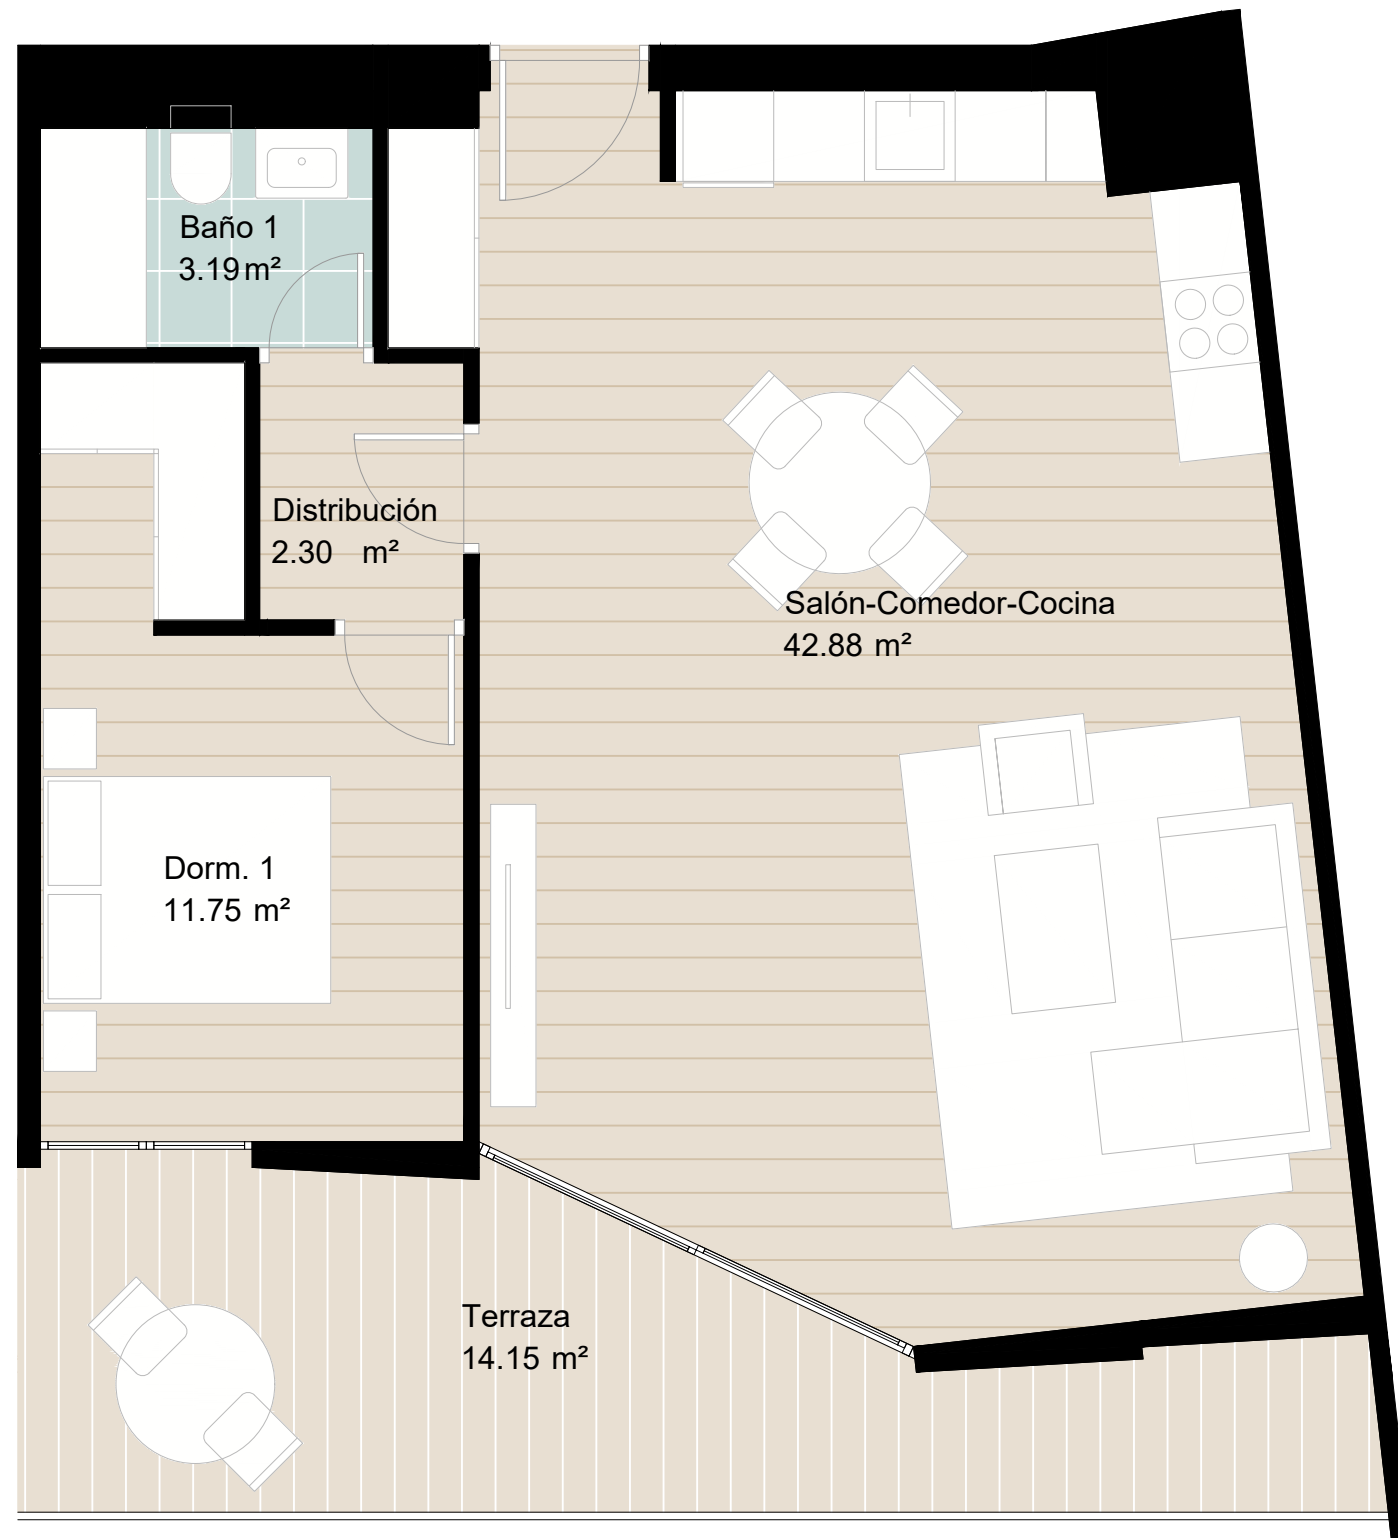 Baño 1
3.19 m²
Distribución
2.30 m²
Salón-Comedor-Cocina
42.88 m²
Dorm. 1
11.75 m²
Terraza
14.15 m²